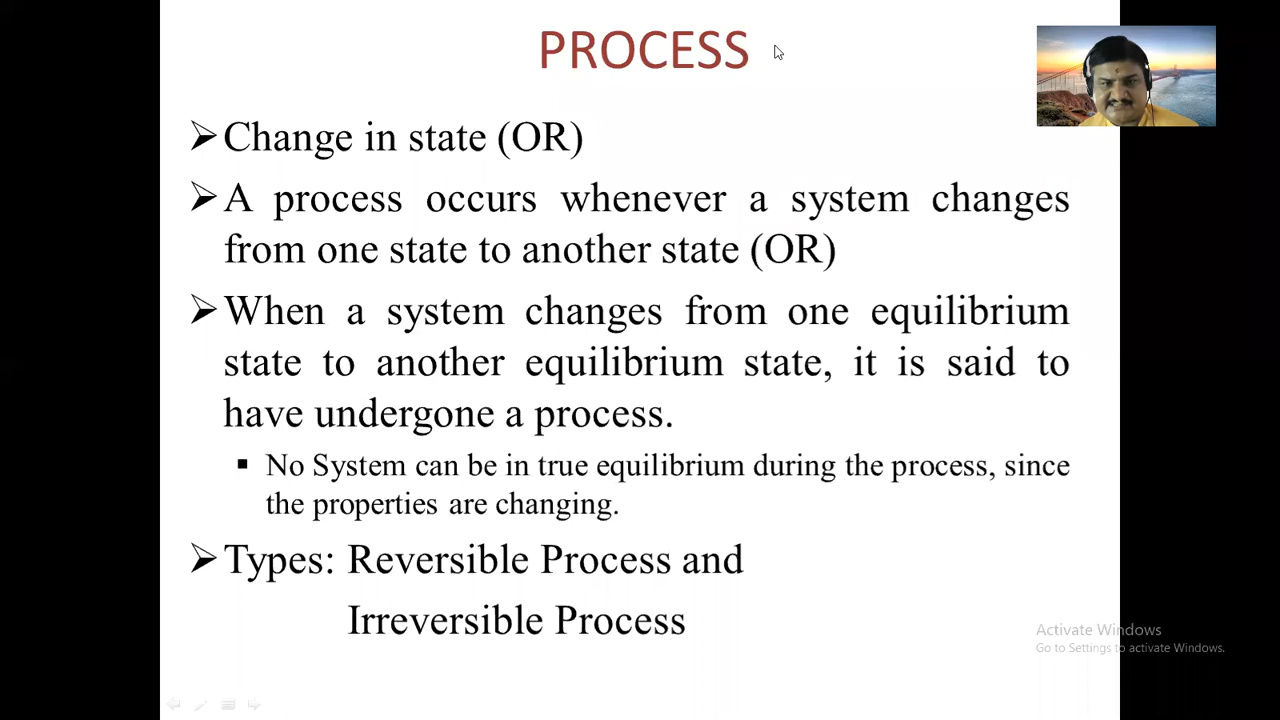 PROCESS
Change in state (OR)
A process occurs whenever a system changes
from one state to another state (OR)
When a system changes from one equilibrium
state to another equilibrium state, it is said to
have undergone a process.
No System can be in true equilibrium during the process, since
the properties are changing.
Types: Reversible Process and
Irreversible Process
Activate Windows
Go to Settings to activate Windows.